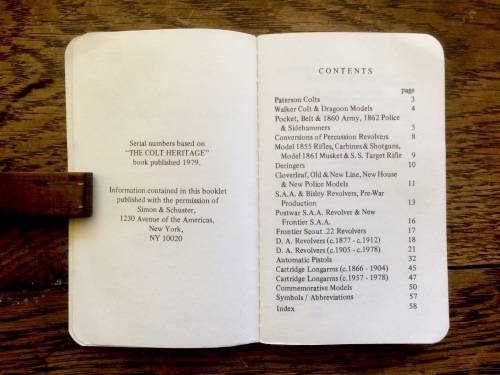 Serial numbers based on
"THE COLT HERITAGE"
book published 1979.
Information contained in this booklet
published with the permission of
Simon & Schuster,
1230 Avenue of the Americas,
New York,
NY 10020
CONTENTS
page
Paterson Colts 3
Walker Colt & Dragoon Models 4
Pocket, Belt & 1860 Army, 1862 Police
& Sidehammers 5
Conversions of Percussion Revolvers 8
Model 1855 Rifles, Carbines & Shotguns,
Model 1861 Musket & S. S. Target Rifle 9
Deringers 10
Cloverleaf, Old & New Line, New House
& New Police Models 11
S.A.A. & Bisley Revolvers, Pre-War
Production 13
Postwar S.A.A. Revolver & New
Frontier S.A.A. 16
Frontier Scout .22 Revolvers 17
D. A. Revolvers (c.1877 - c.1912) 18
D. A. Revolvers (c.1905 - c.1978) 21
Automatic Pistols 32
Cartridge Longarms (c.1866 - 1904) 45
Cartridge Longarms (c.1957 - 1978) 47
Commemorative Models 50
Symbols / Abbreviations 57
Index 58